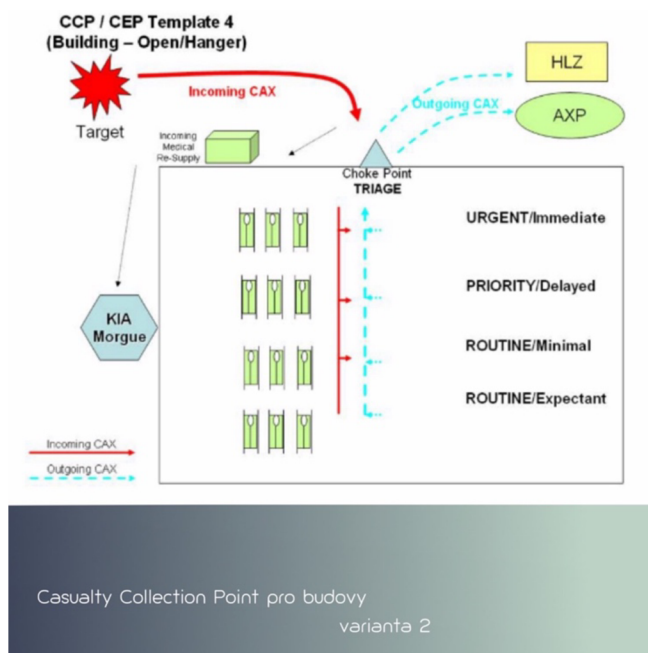 CCP / CEP Template 4
(Building – Open/Hanger)
Target
Incoming CAX
Outgoing CAX
HLZ
AXP
Incoming
Medical
Re-Supply
Choke Point
TRIAGE
URGENT/Immediate
PRIORITY/Delayed
ROUTINE/Minimal
ROUTINE/Expectant
KIA
Morgue
Incoming CAX
Outgoing CAX
Casualty Collection Point pro budovy
varianta 2